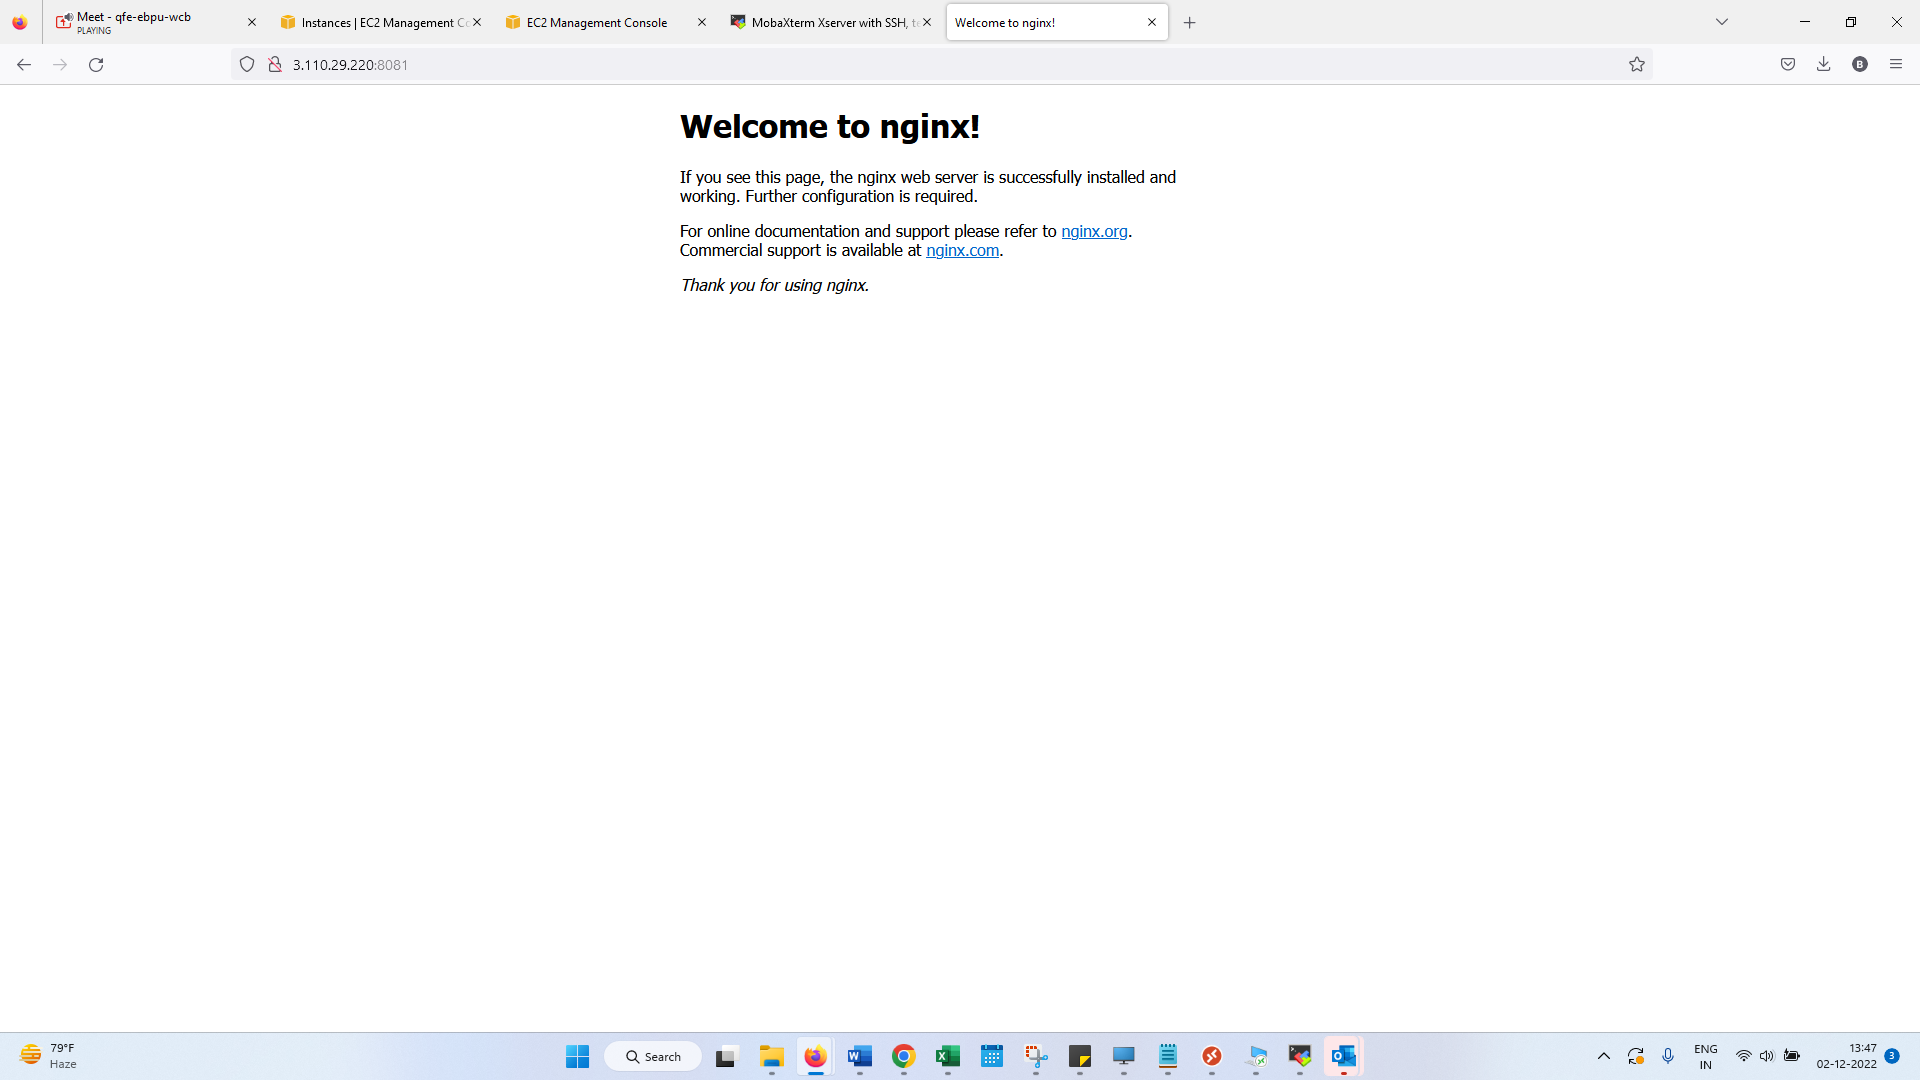 Meet - qfe-ebpu-wcb
PLAYING
Instances | EC2 Management Co
EC2 Management Console
MobaXterm Xserver with SSH, te
Welcome to nginx!
3.110.29.220:8081
B
Welcome to nginx!
If you see this page, the nginx web server is successfully installed and
working. Further configuration is required.
For online documentation and support please refer to nginx.org.
Commercial support is available at nginx.com.
Thank you for using nginx.
79°F
Haze
Search
ENG
IN
13:47
02-12-2022
3